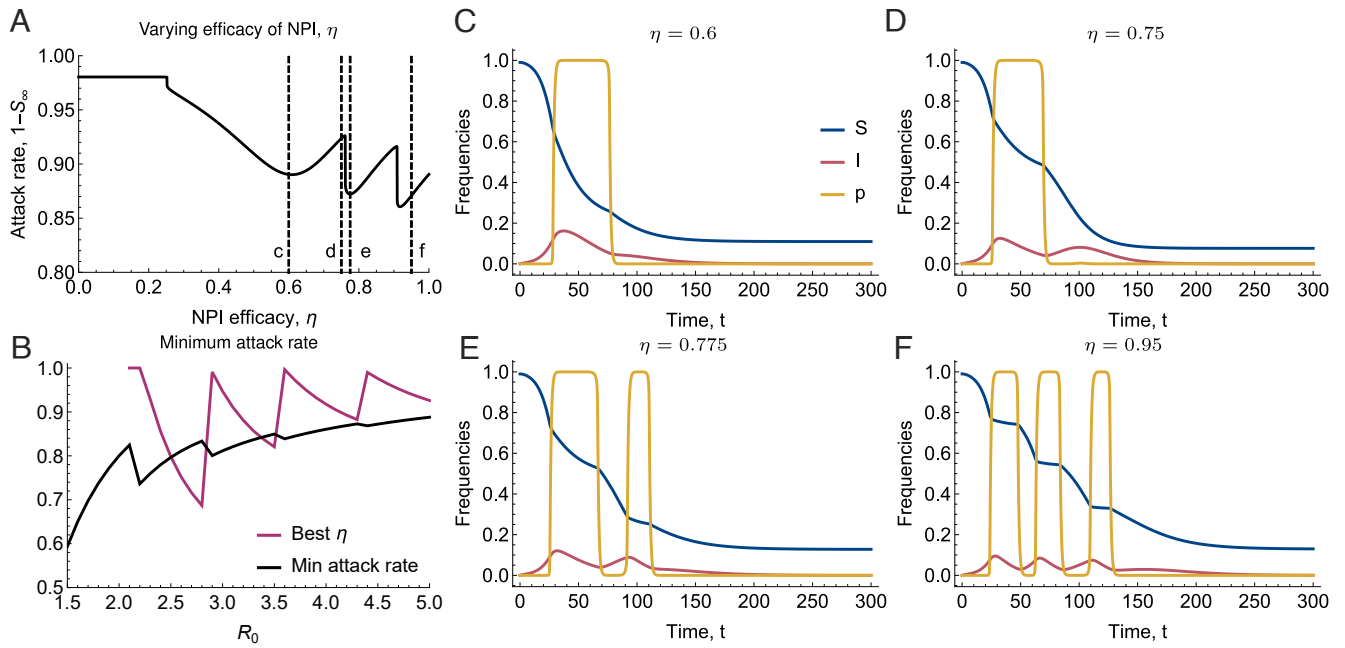 A
Varying efficacy of NPI, η
1.00
0.95
0.90
0.85
0.80
Attack rate, 1−S∞
c
d
e
f
0.0
0.2
0.4
0.6
0.8
1.0
NPI efficacy, η
B
Minimum attack rate
1.0
0.9
0.8
0.7
0.6
0.5
Best η
Min attack rate
1.5
2.0
2.5
3.0
3.5
4.0
4.5
5.0
R0
C
η = 0.6
1.0
0.8
0.6
0.4
0.2
0.0
Frequencies
S
I
p
0
50
100
150
200
250
300
Time, t
D
η = 0.75
1.0
0.8
0.6
0.4
0.2
0.0
Frequencies
0
50
100
150
200
250
300
Time, t
E
η = 0.775
1.0
0.8
0.6
0.4
0.2
0.0
Frequencies
0
50
100
150
200
250
300
Time, t
F
η = 0.95
1.0
0.8
0.6
0.4
0.2
0.0
Frequencies
0
50
100
150
200
250
300
Time, t